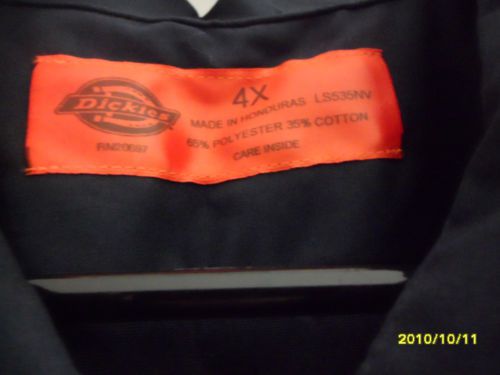 Dickies
RN20697
4X
MADE IN HONDURAS LS535NV
65% POLYESTER 35% COTTON
CARE INSIDE
2010/10/11